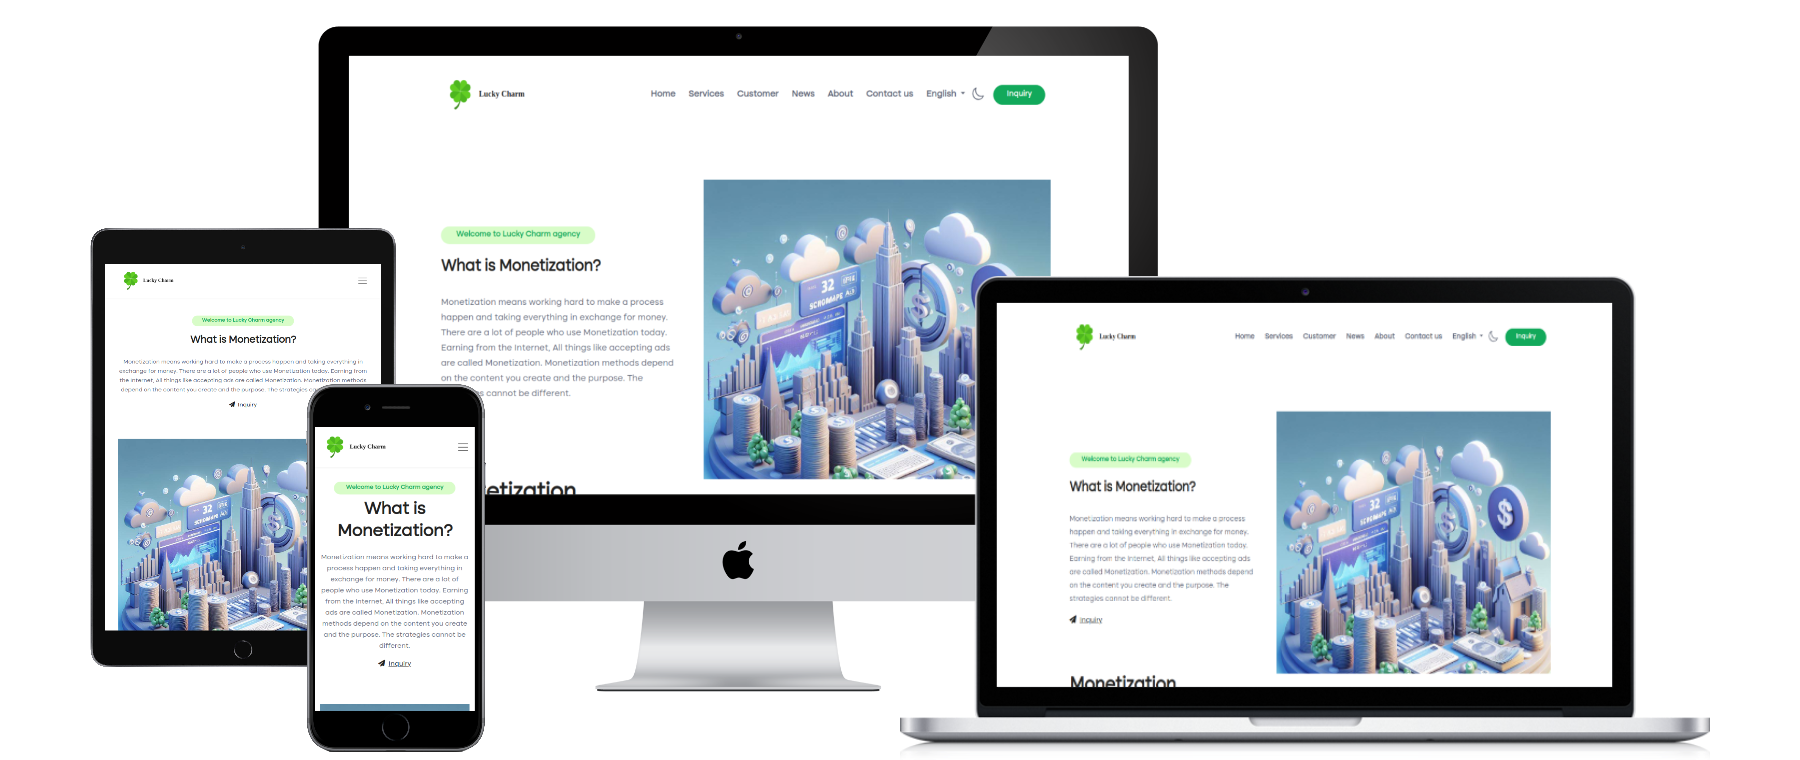 Lucky Charm
Home Services Customer News About Contact us English Inquiry
Welcome to Lucky Charm agency
What is Monetization?
Monetization means working hard to make a process
happen and taking everything in exchange for money.
There are a lot of people who use Monetization today.
Earning from the Internet, All things like accepting ads
are called Monetization. Monetization methods depend
on the content you create and the purpose. The
es cannot be different.
etization
32
Lucky Charm
Welcome to Lucky Charm agency
What is Monetization?
Monetization means working hard to make a process happen and taking everything in
exchange for money. There are a lot of people who use Monetization today. Earning from
the Internet, All things like accepting ads are called Monetization. Monetization methods
depend on the content you create and the purpose. The strategies
Inquiry
32
Lucky Charm
Welcome to Lucky Charm agency
What is
Monetization?
Monetization means working hard to make a
process happen and taking everything in
exchange for money. There are a lot of
people who use Monetization today. Earning
from the Internet, All things like accepting
ads are called Monetization. Monetization
methods depend on the content you create
and the purpose. The strategies cannot be
different.
Inquiry
Lucky Charm
Home Services Customer News About Contact us English Inquiry
Welcome to Lucky Charm agency
What is Monetization?
Monetization means working hard to make a process
happen and taking everything in exchange for money.
There are a lot of people who use Monetization today.
Earning from the Internet, All things like accepting ads
are called Monetization. Monetization methods depend
on the content you create and the purpose. The
strategies cannot be different.
Inquiry
Monetization
32